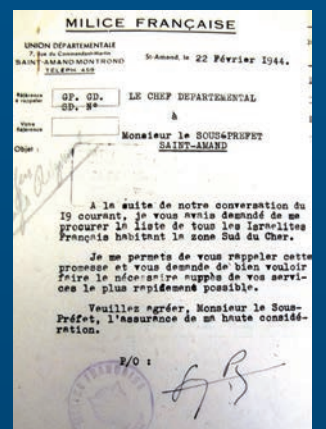 MILICE FRANÇAISE
UNION DÉPARTEMENTALE
7, Rue du Commandant-Martin
SAINT-AMAND-MONTROND
TÉLÉPH. 450
St-Amand, le 22 Février 1944.
Référence à rappeler
GP. GD.
SD. N°
Votre Référence
Objet :
LE CHEF DEPARTEMENTAL
à
Monsieur le SOUS-PREFET
SAINT-AMAND
A la suite de notre conversation du
I9 courant, je vous avais demandé de me
procurer la liste de tous les Israelites
Français habitant la zone Sud du Cher.
Je me permets de vous rappeler cette
promesse et vous demande de bien vouloir
faire le nécessaire auprès de vos servi-
ces le plus rapidement possible.
Veuillez agréer, Monsieur le Sous-
Préfet, l'assurance de ma haute considé-
ration.
P/O :